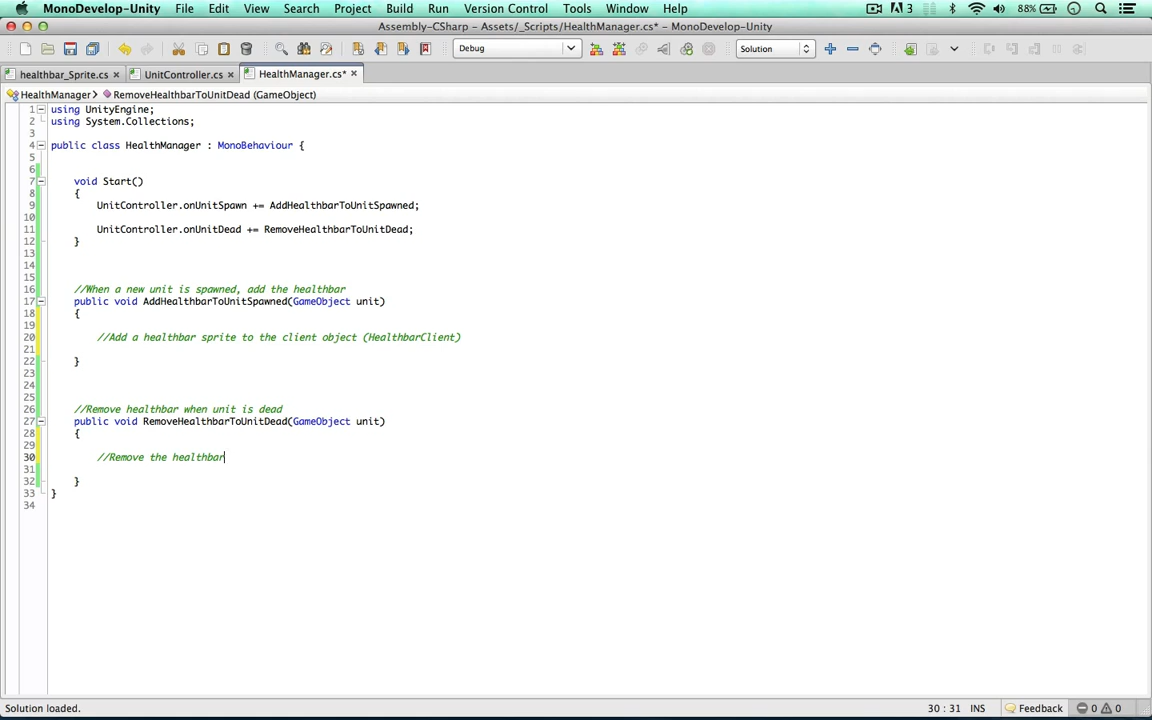 MonoDevelop-Unity File Edit View Search Project Build Run Version Control Tools Window Help 3 88%
Assembly-CSharp – Assets/_Scripts/HealthManager.cs* – MonoDevelop-Unity
Debug Solution
healthbar_Sprite.cs UnitController.cs HealthManager.cs*
HealthManager RemoveHealthbarToUnitDead (GameObject)
1 using UnityEngine;
2 using System.Collections;
3
4 public class HealthManager : MonoBehaviour {
5
6
7 void Start()
8 {
9 UnitController.onUnitSpawn += AddHealthbarToUnitSpawned;
10
11 UnitController.onUnitDead += RemoveHealthbarToUnitDead;
12 }
13
14
15
16 //When a new unit is spawned, add the healthbar
17 public void AddHealthbarToUnitSpawned(GameObject unit)
18 {
19
20 //Add a healthbar sprite to the client object (HealthbarClient)
21
22 }
23
24
25
26 //Remove healthbar when unit is dead
27 public void RemoveHealthbarToUnitDead(GameObject unit)
28 {
29
30 //Remove the healthbar
31
32 }
33 }
34
Solution loaded. 30 : 31 INS Feedback 0 0